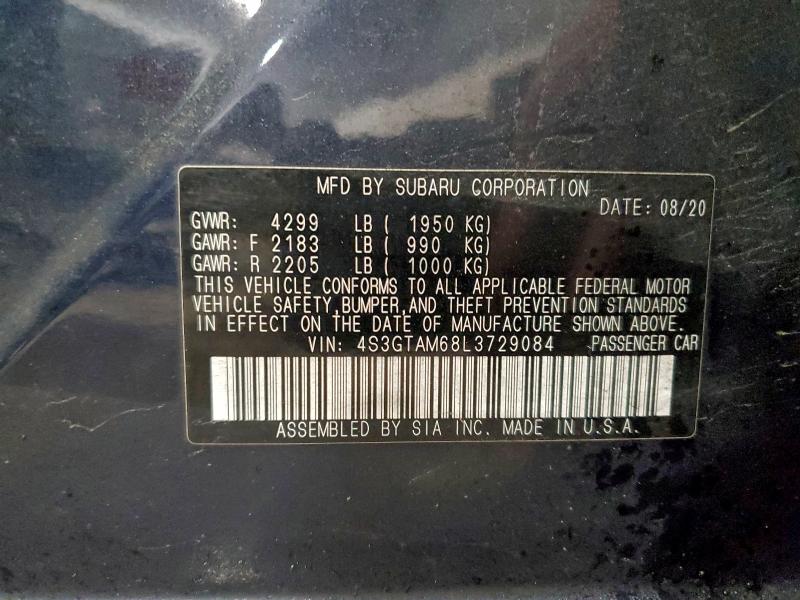 MFD BY SUBARU CORPORATION
DATE: 08/20
GVWR: 4299 LB ( 1950 KG)
GAWR: F 2183 LB ( 990 KG)
GAWR: R 2205 LB ( 1000 KG)
THIS VEHICLE CONFORMS TO ALL APPLICABLE FEDERAL MOTOR
VEHICLE SAFETY,BUMPER,AND THEFT PREVENTION STANDARDS
IN EFFECT ON THE DATE OF MANUFACTURE SHOWN ABOVE.
VIN: 4S3GTAM68L3729084 PASSENGER CAR
ASSEMBLED BY SIA INC. MADE IN U.S.A.